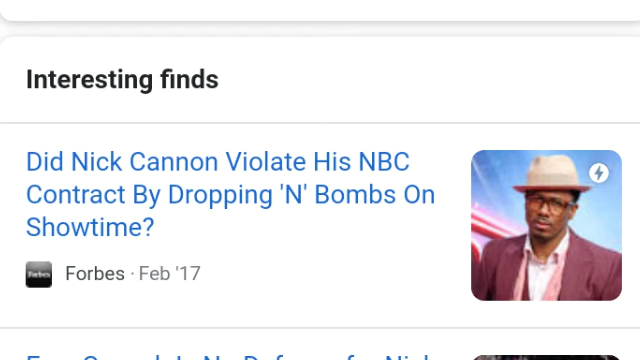 Interesting finds
Did Nick Cannon Violate His NBC
Contract By Dropping 'N' Bombs On
Showtime?
Forbes
Forbes · Feb '17